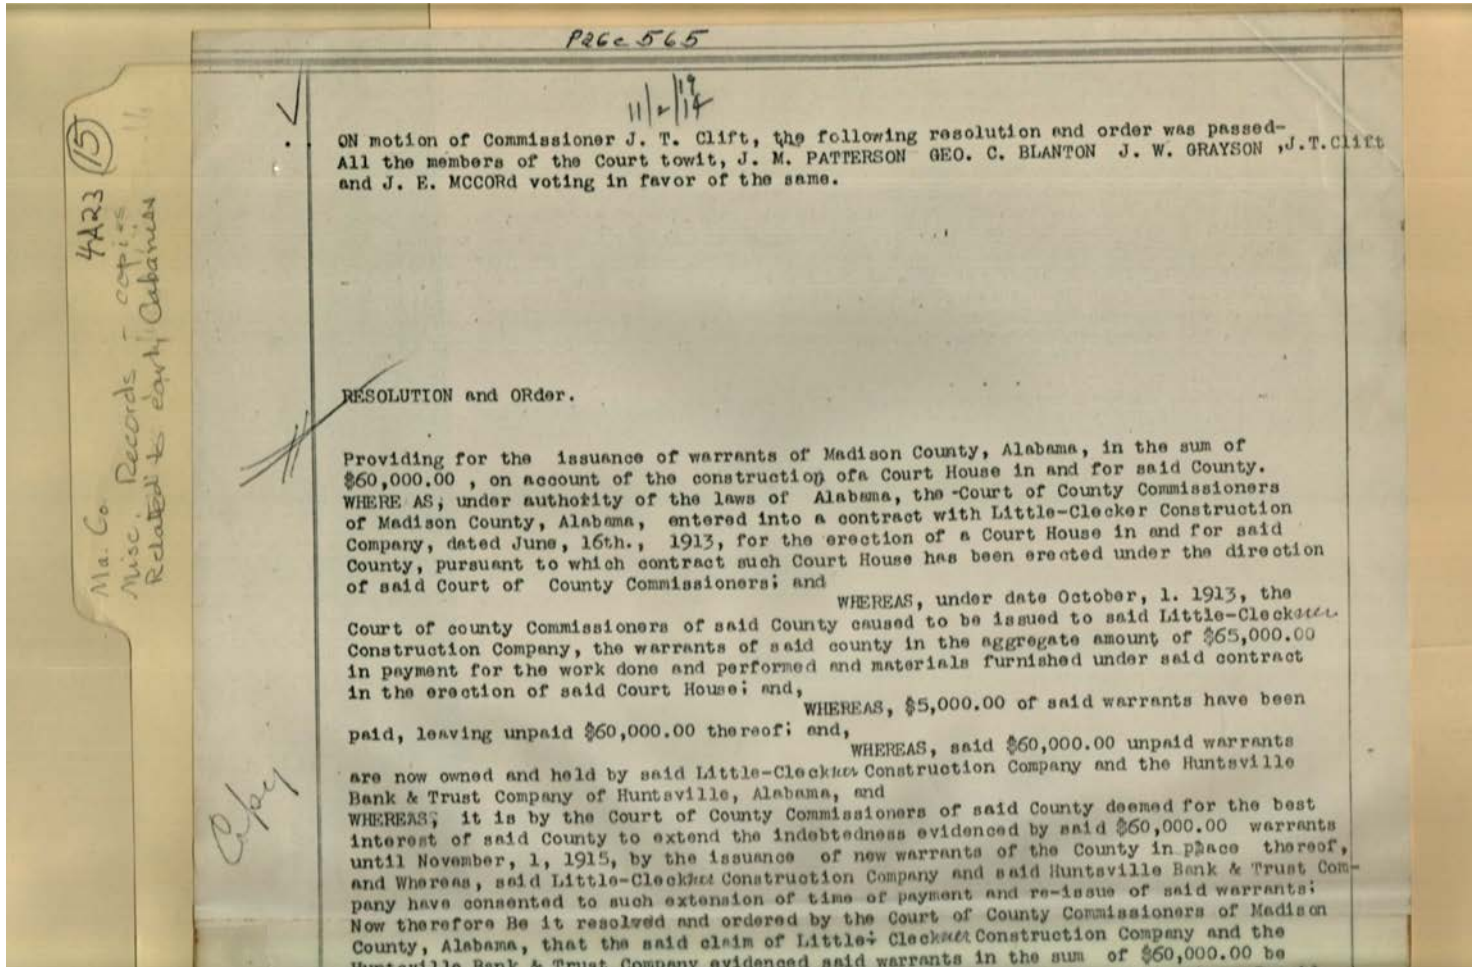 Page 565
11/2/19
14
ON motion of Commissioner J. T. Clift, the following resolution and order was passed-
All the members of the Court towit, J. M. PATTERSON GEO. C. BLANTON J. W. GRAYSON ,J.T.Clift
and J. E. MCCORd voting in favor of the same.
RESOLUTION and ORder.
Providing for the issuance of warrants of Madison County, Alabama, in the sum of
$60,000.00 , on account of the construction ofa Court House in and for said County.
WHERE AS, under authofity of the laws of Alabama, the -Court of County Commissioners
of Madison County, Alabama, entered into a contract with Little-Clecker Construction
Company, dated June, 16th., 1913, for the erection of a Court House in and for said
County, pursuant to which contract such Court House has been erected under the direction
of said Court of County Commissioners; and
WHEREAS, under date October, 1. 1913, the
Court of county Commissioners of said County caused to be issued to said Little-Cleckner
Construction Company, the warrants of said county in the aggregate amount of $65,000.00
in payment for the work done and performed and materials furnished under said contract
in the erection of said Court House; and,
WHEREAS, $5,000.00 of said warrants have been
paid, leaving unpaid $60,000.00 thereof; and,
WHEREAS, said $60,000.00 unpaid warrants
are now owned and held by said Little-Cleckner Construction Company and the Huntsville
Bank & Trust Company of Huntsville, Alabama, and
WHEREAS; it is by the Court of County Commissioners of said County deemed for the best
interest of said County to extend the indebtedness evidenced by said $60,000.00 warrants
until November, 1, 1915, by the issuance of new warrants of the County in place thereof,
and Whereas, said Little-Cleckner Construction Company and said Huntsville Bank & Trust Com-
pany have consented to such extension of time of payment and re-issue of said warrants;
Now therefore Be it resolved and ordered by the Court of County Commissioners of Madison
County, Alabama, that the said claim of Little- Cleckner Construction Company and the
Huntsville Bank & Trust Company evidenced said warrants in the sum of $60,000.00 be
Copy
4A23 (15)
Ma. Co.
Misc. Records - copies
Related to early Cabaniss